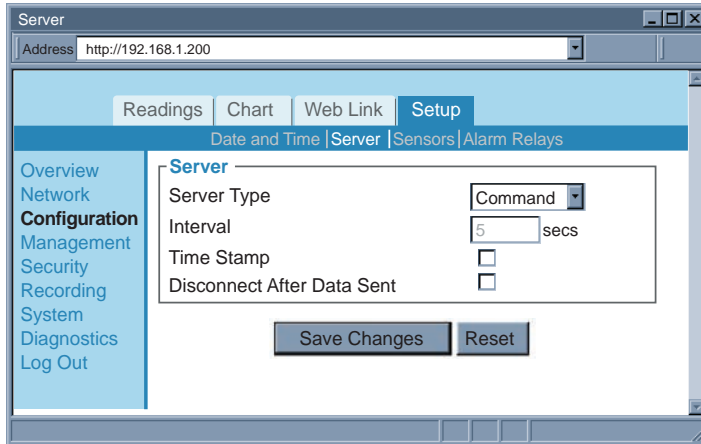 Server
Address http://192.168.1.200
Readings Chart Web Link Setup
Date and Time | Server | Sensors | Alarm Relays
Overview
Network
Configuration
Management
Security
Recording
System
Diagnostics
Log Out
Server
Server Type Command
Interval 5 secs
Time Stamp
Disconnect After Data Sent
Save Changes Reset